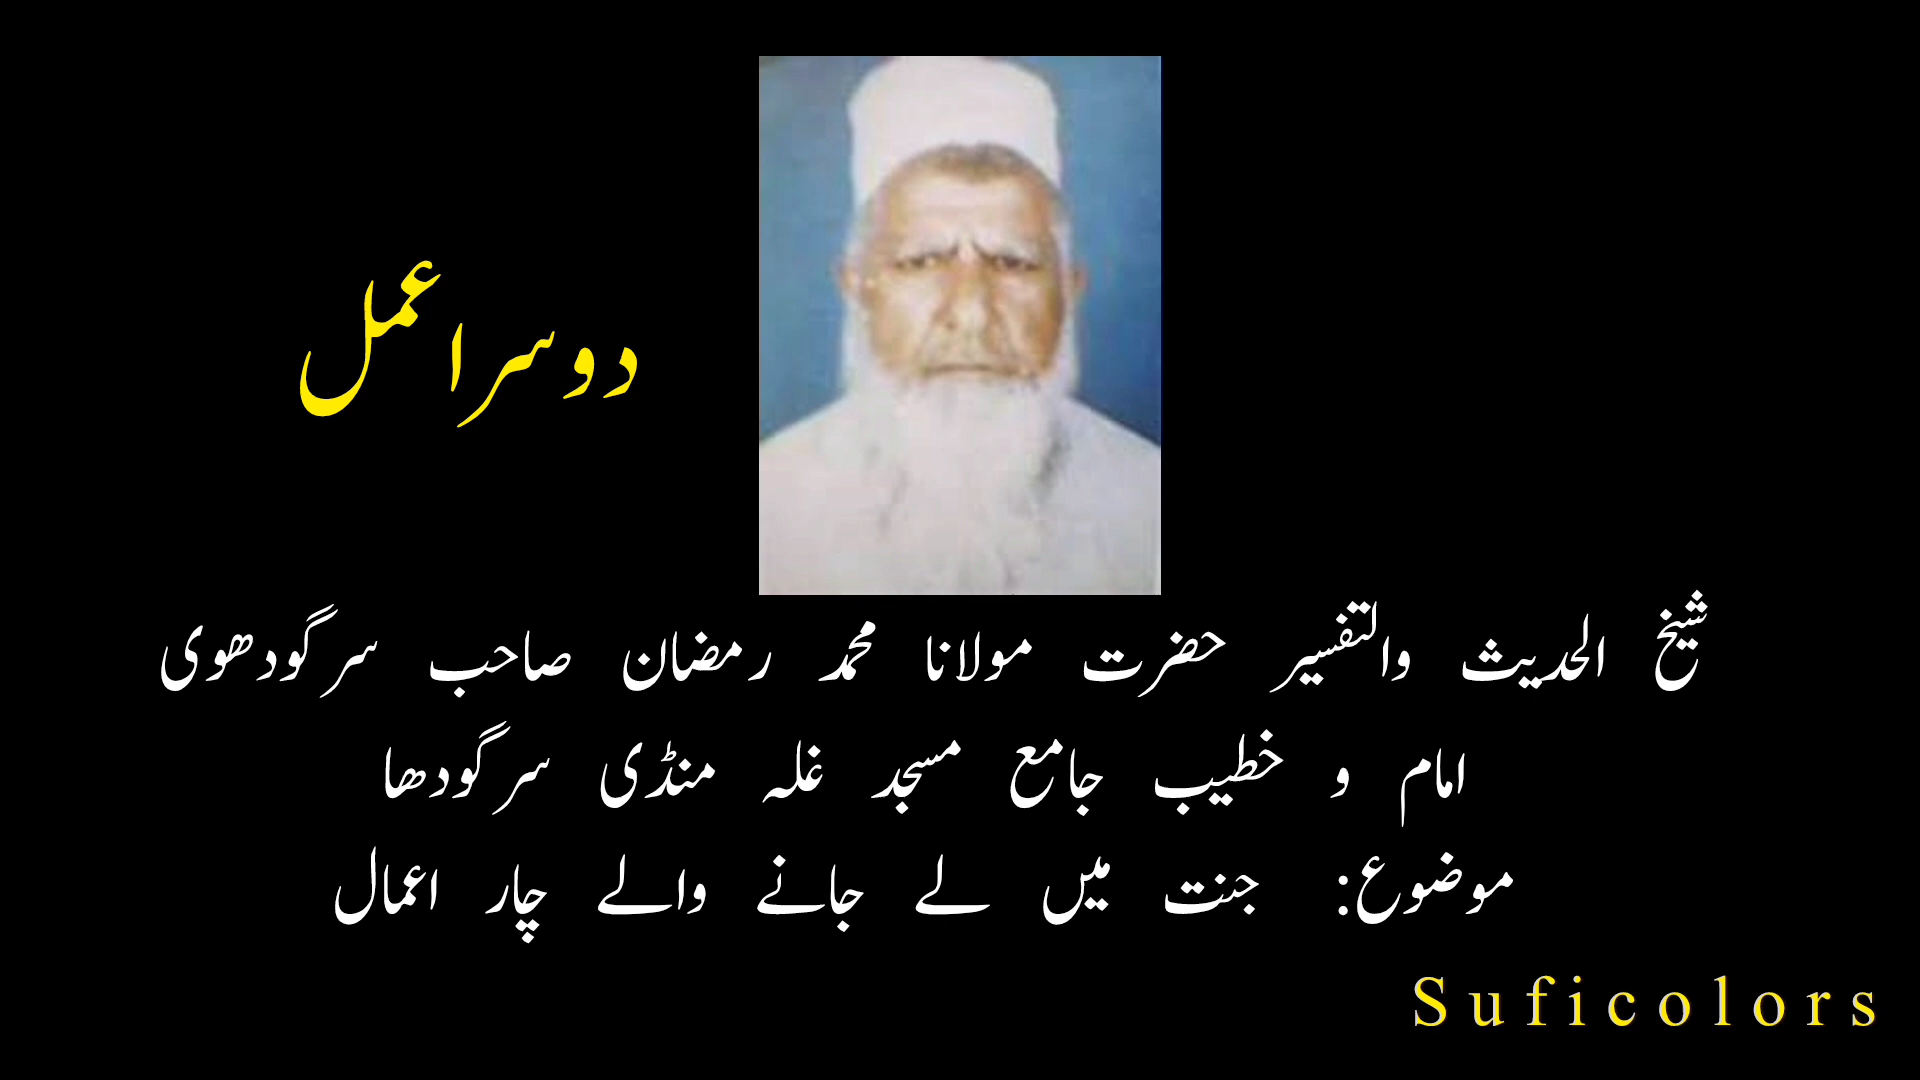 دوسرا عمل
شیخ الحدیث والتفسیر حضرت مولانا محمد رمضان صاحب سرگودھوی
امام و خطیب جامع مسجد غلہ منڈی سرگودھا
موضوع: جنت میں لے جانے والے چار اعمال
Suficolors